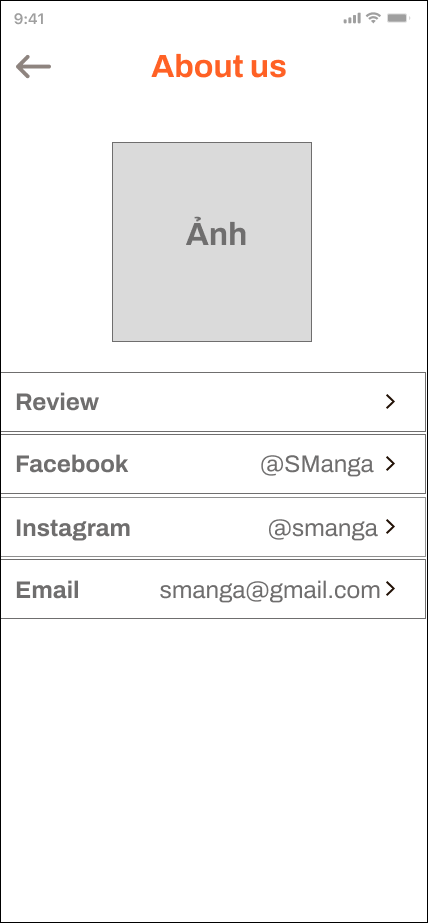 9:41
About us
Ảnh
Review
Facebook @SManga
Instagram @smanga
Email smanga@gmail.com